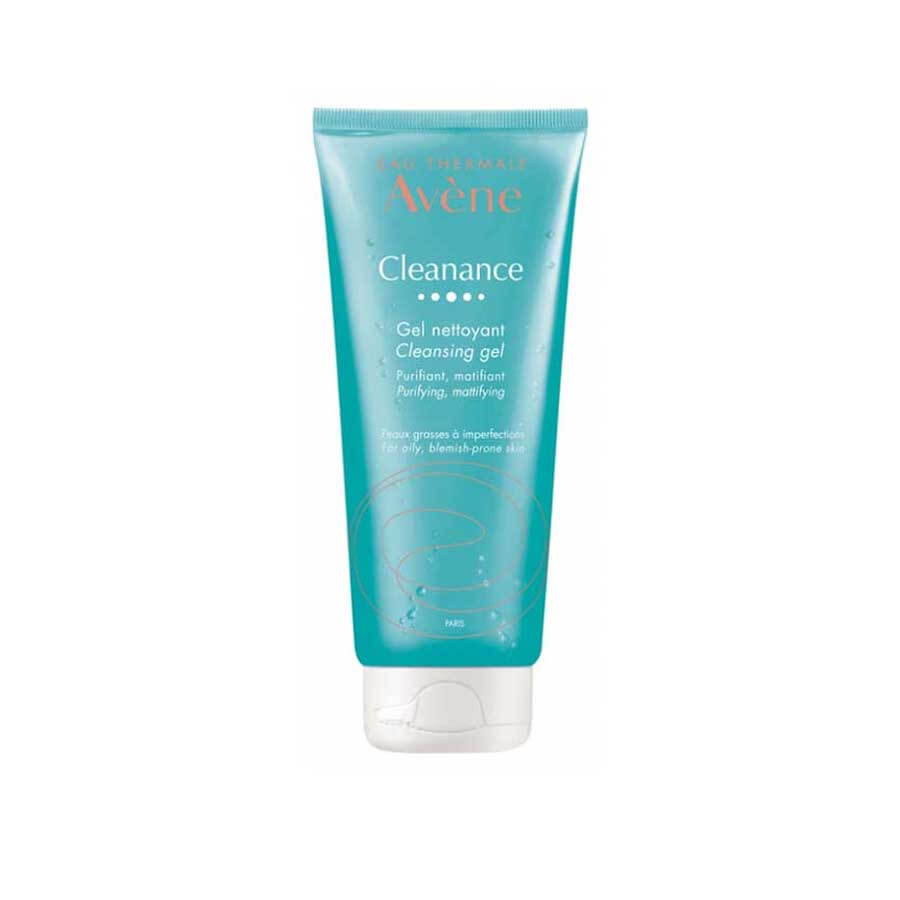 EAU THERMALE
Avène
Cleanance
Gel nettoyant
Cleansing gel
Purifiant, matifiant
Purifying, mattifying
Peaux grasses à imperfections
For oily, blemish-prone skin
PARIS